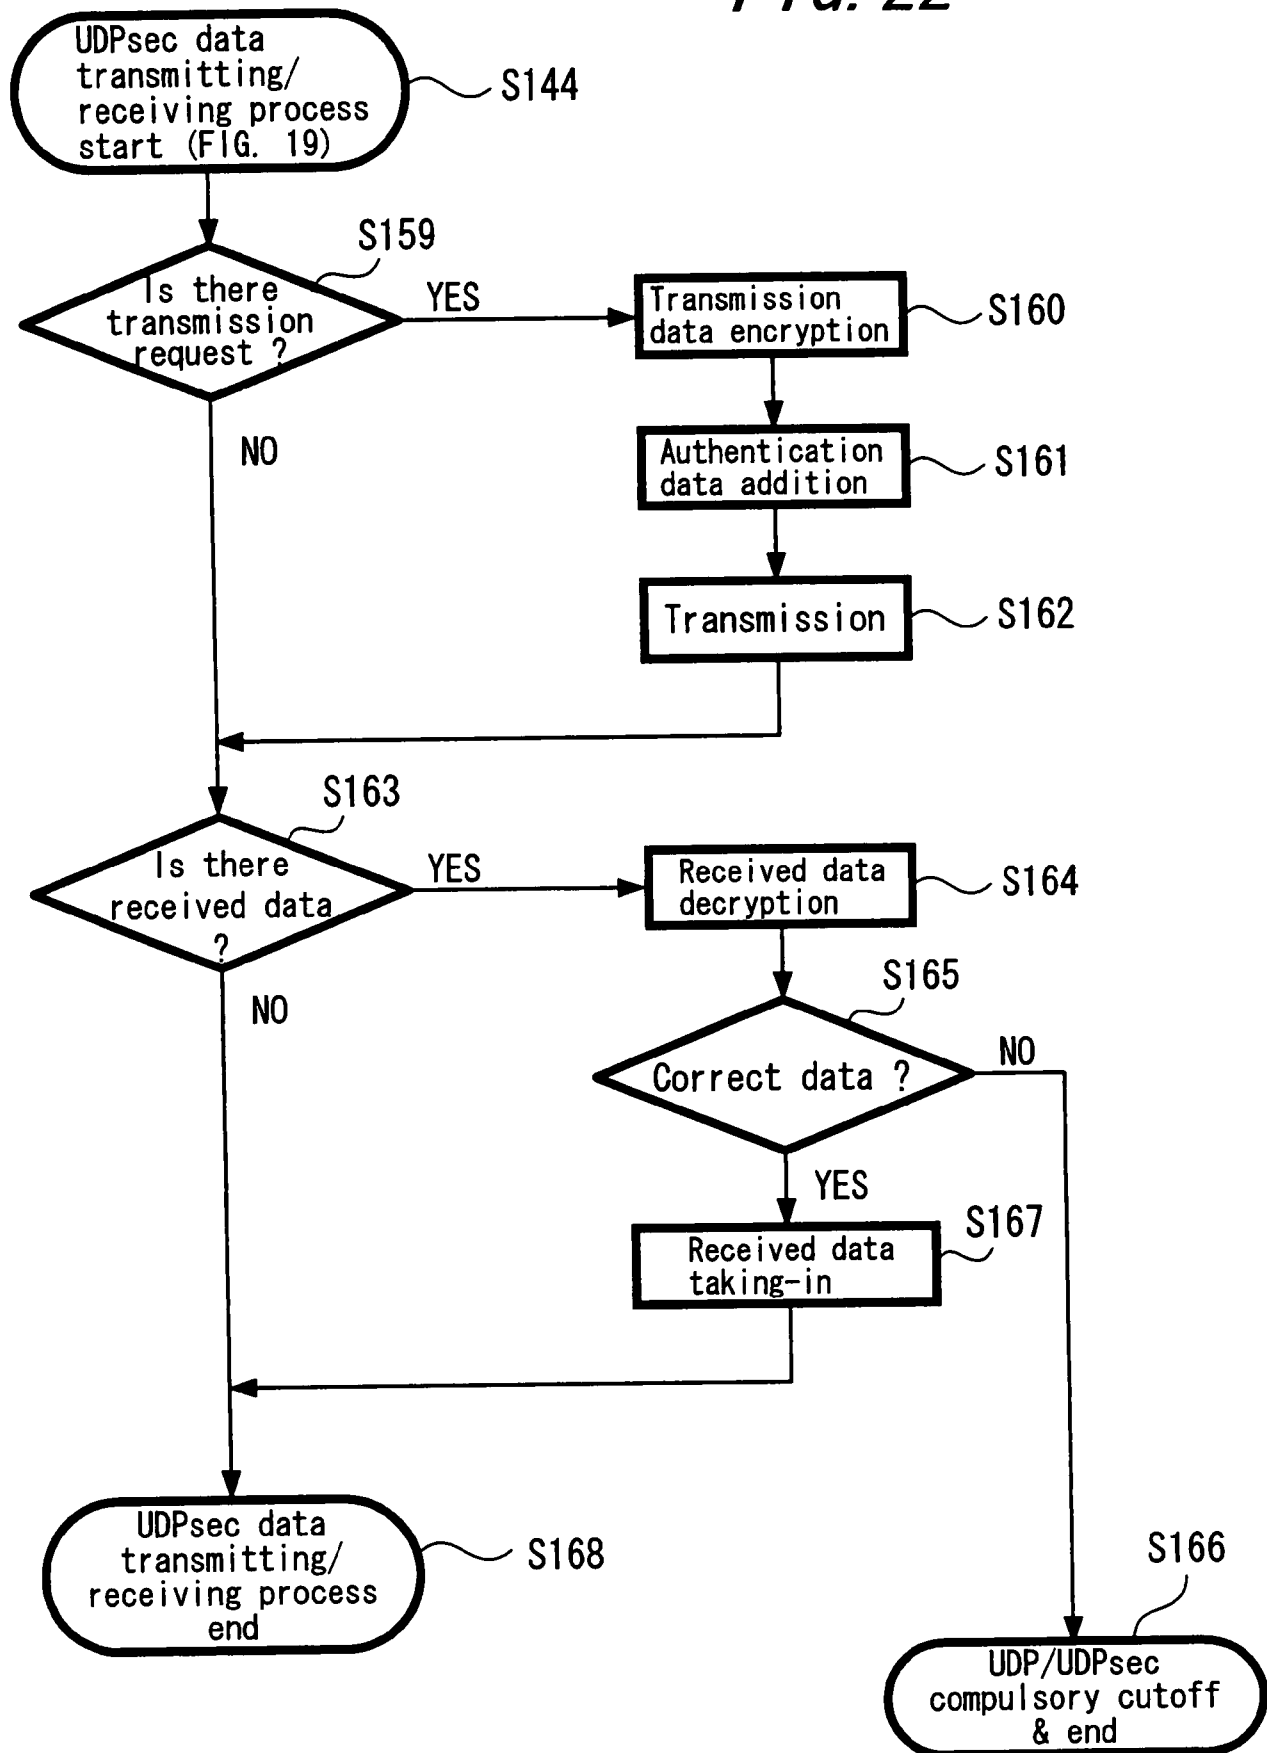 FIG. 22
UDPsec data
transmitting/
receiving process
start (FIG. 19)
S144
S159
Is there
transmission
request ?
YES
NO
Transmission
data encryption
S160
Authentication
data addition
S161
Transmission
S162
S163
Is there
received data
?
YES
NO
Received data
decryption
S164
S165
Correct data ?
NO
YES
S167
Received data
taking-in
UDPsec data
transmitting/
receiving process
end
S168
S166
UDP/UDPsec
compulsory cutoff
& end